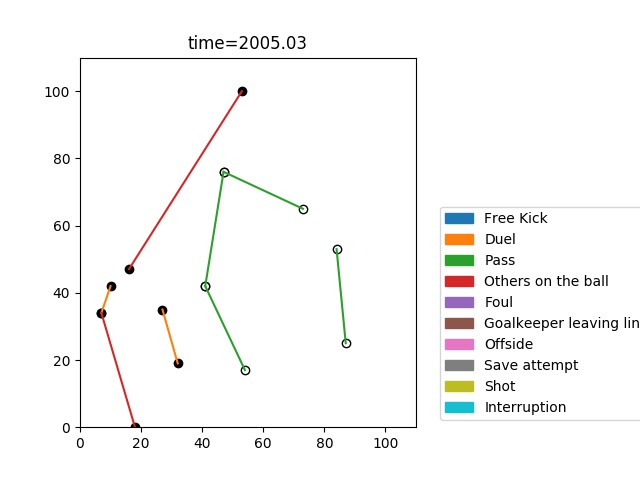 time=2005.03
100
80
60
40
20
0
0 20 40 60 80 100
Free Kick
Duel
Pass
Others on the ball
Foul
Goalkeeper leaving lin
Offside
Save attempt
Shot
Interruption